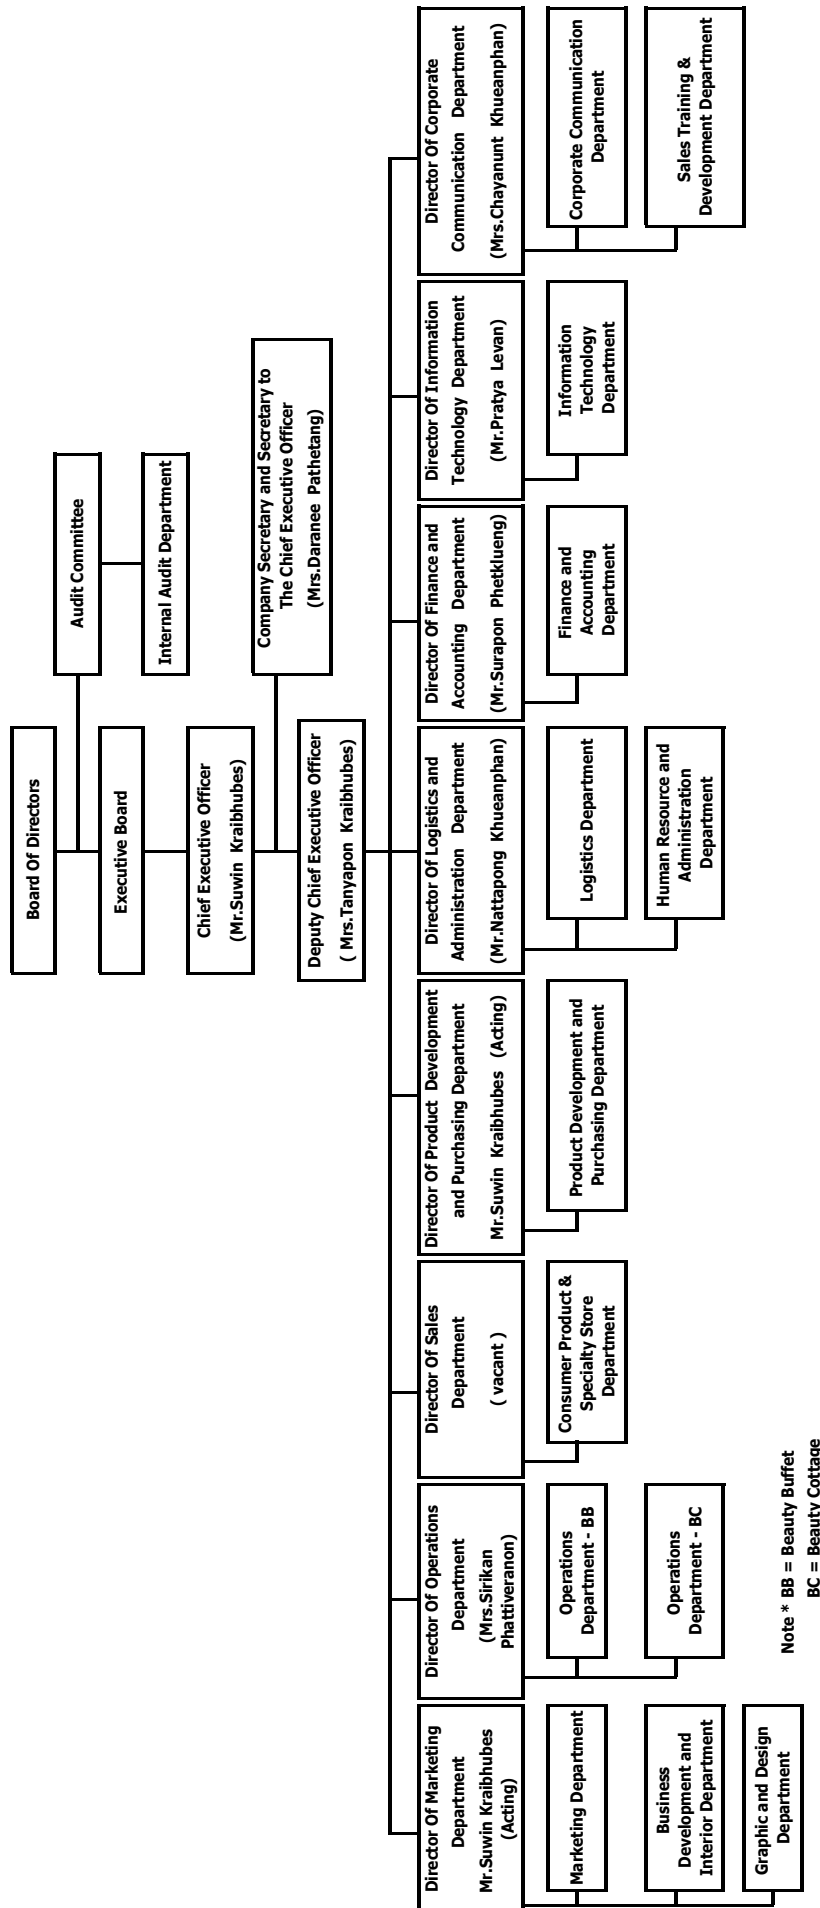 Board Of Directors
Audit Committee
Executive Board
Internal Audit Department
Chief Executive Officer
(Mr.Suwin Kraibhubes)
Company Secretary and Secretary to
The Chief Executive Officer
(Mrs.Daranee Pathetang)
Deputy Chief Executive Officer
( Mrs.Tanyapon Kraibhubes)
Director Of Marketing
Department
Mr.Suwin Kraibhubes
(Acting)
Director Of Operations
Department
(Mrs.Sirikan
Phattiveranon)
Director Of Sales
Department
( vacant )
Director Of Product Development
and Purchasing Department
Mr.Suwin Kraibhubes (Acting)
Director Of Logistics and
Administration Department
(Mr.Nattapong Khueanphan)
Director Of Finance and
Accounting Department
(Mr.Surapon Phetklueng)
Director Of Information
Technology Department
(Mr.Pratya Levan)
Director Of Corporate
Communication Department
(Mrs.Chayanunt Khueanphan)
Marketing Department
Operations
Department - BB
Consumer Product &
Specialty Store
Department
Product Development and
Purchasing Department
Logistics Department
Finance and
Accounting
Department
Information
Technology
Department
Corporate Communication
Department
Business
Development and
Interior Department
Operations
Department - BC
Human Resource and
Administration
Department
Sales Training &
Development Department
Graphic and Design
Department
Note * BB = Beauty Buffet
BC = Beauty Cottage